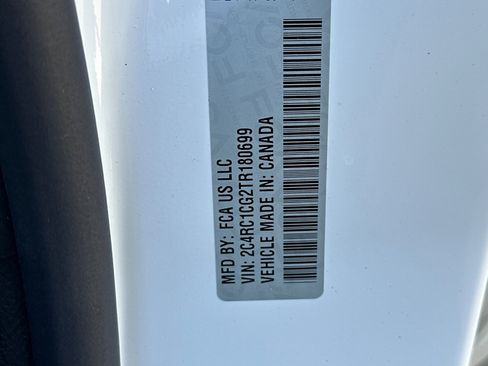 MFD BY: FCA US LLC
VIN: 2C4RC1CG2TR180699
VEHICLE MADE IN: CANADA